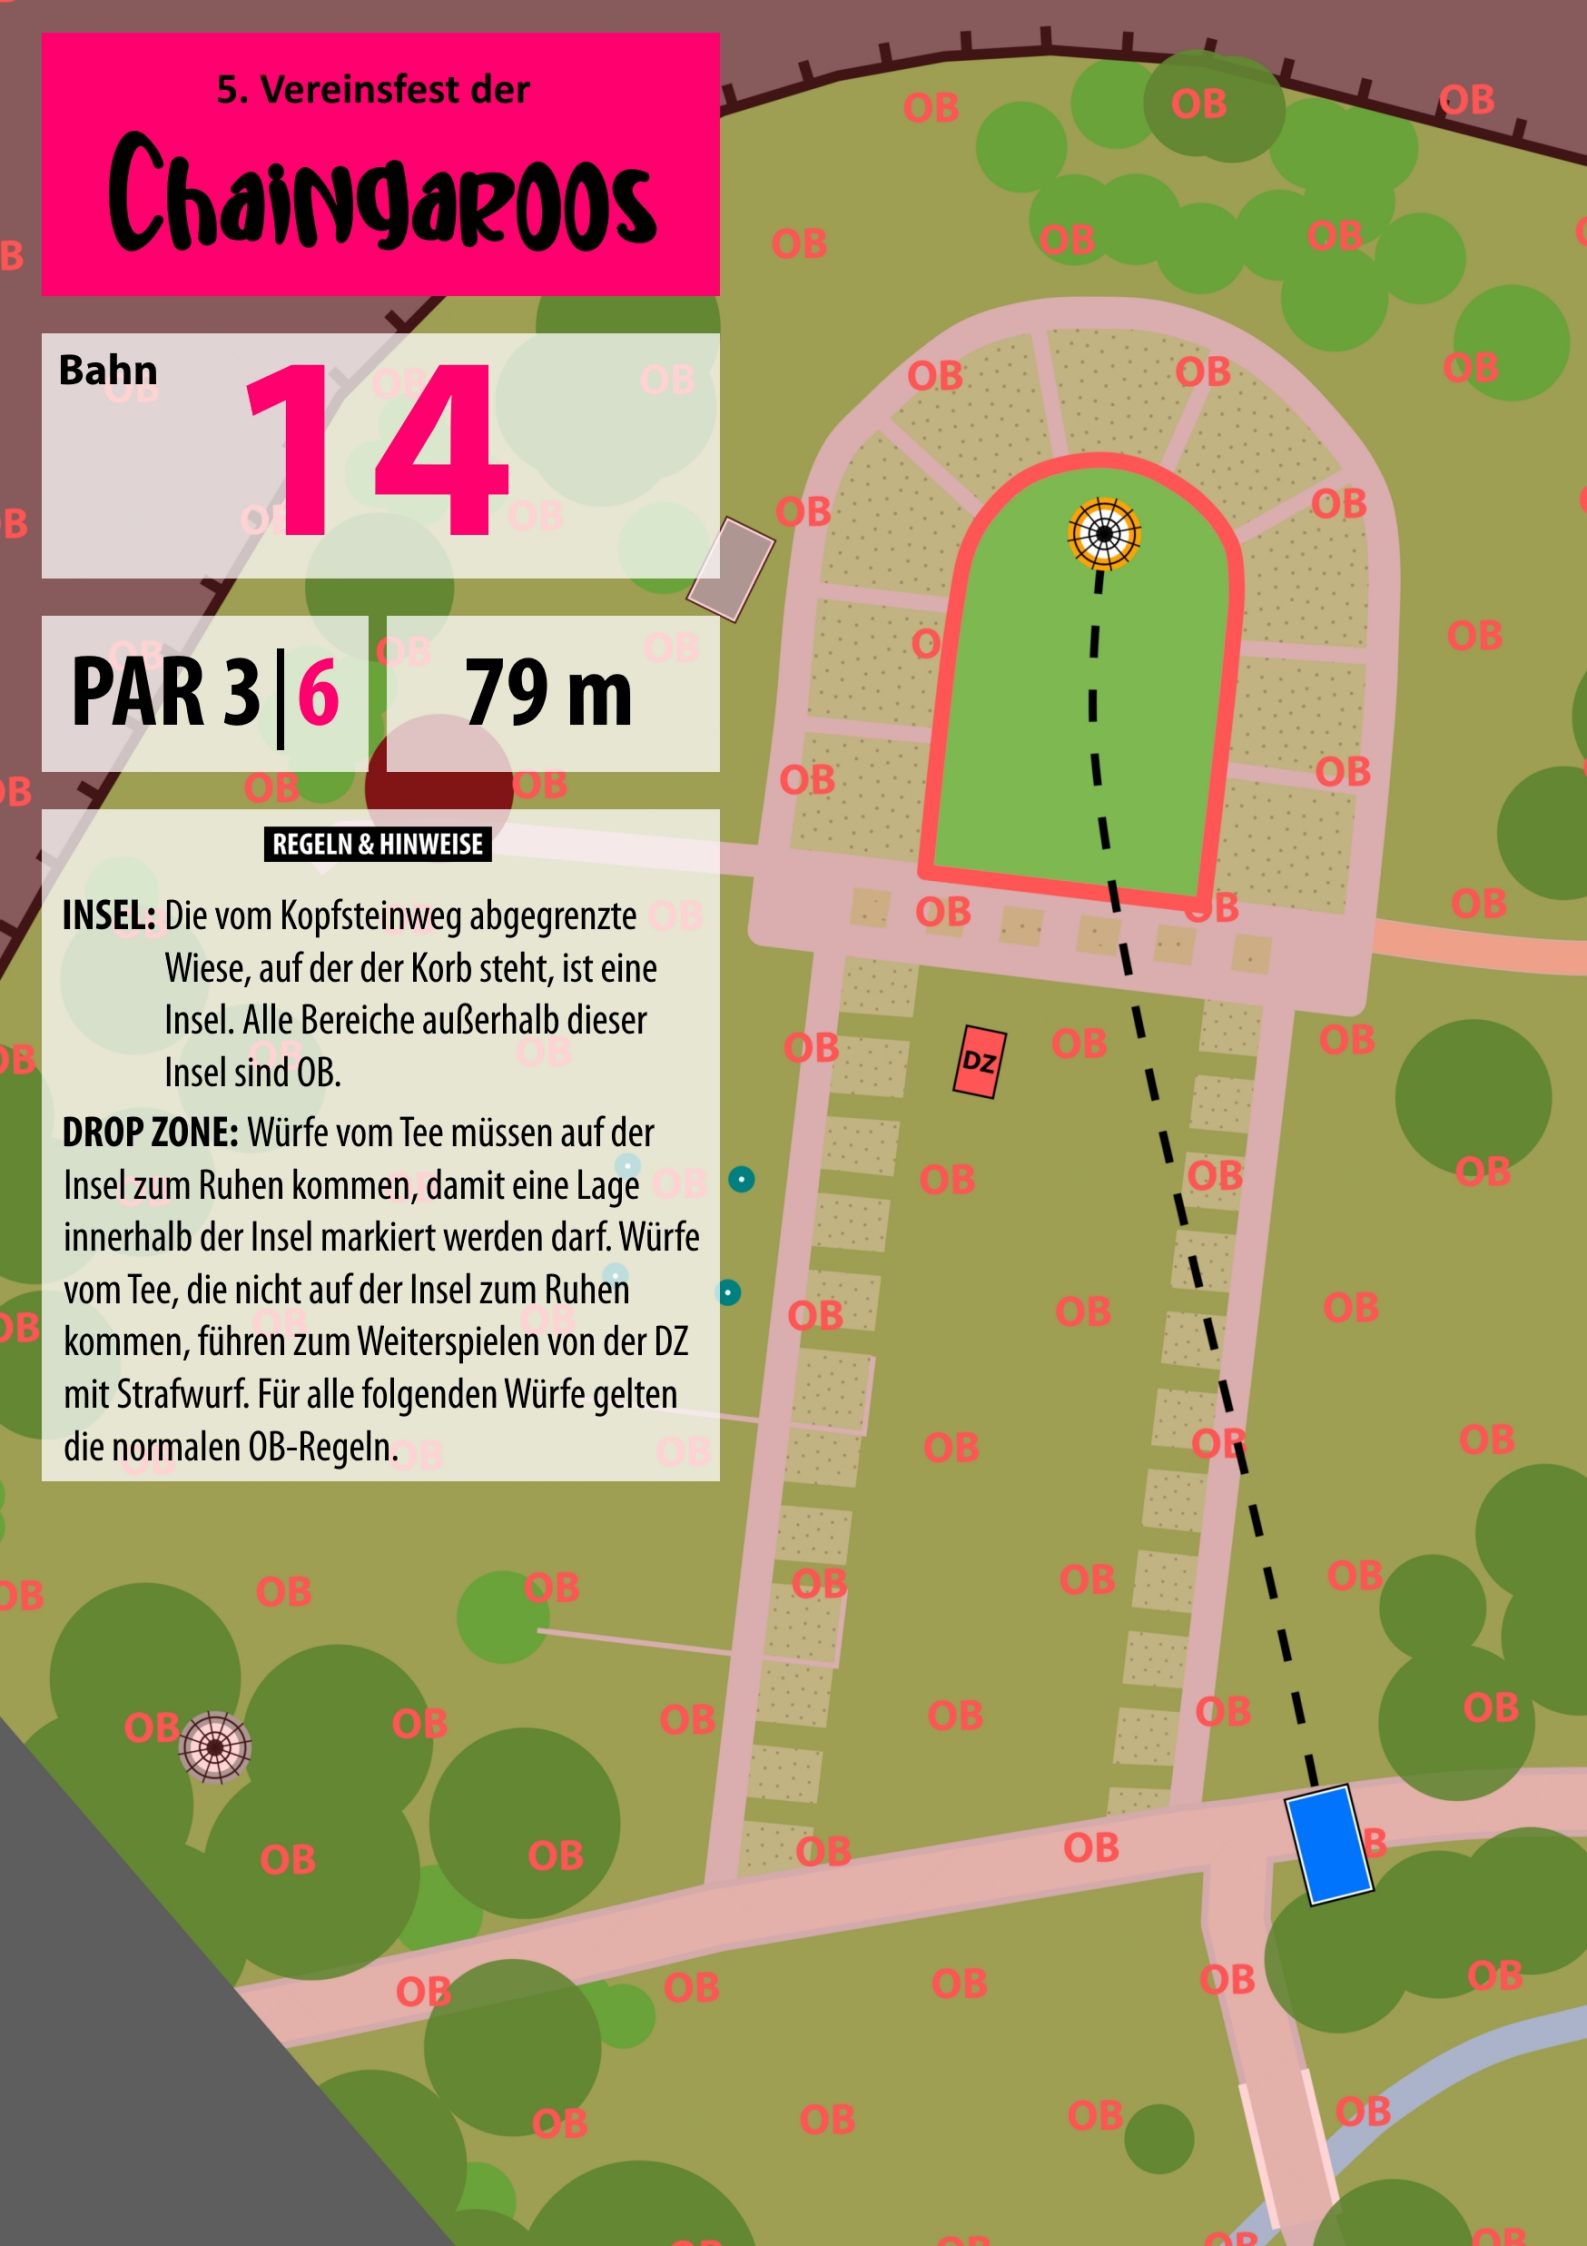 5. Vereinsfest der
Chaingaroos
Bahn
14
PAR 3|6
79 m
REGELN & HINWEISE
INSEL: Die vom Kopfsteinweg abgegrenzte
Wiese, auf der der Korb steht, ist eine
Insel. Alle Bereiche außerhalb dieser
Insel sind OB.
DROP ZONE: Würfe vom Tee müssen auf der
Insel zum Ruhen kommen, damit eine Lage
innerhalb der Insel markiert werden darf. Würfe
vom Tee, die nicht auf der Insel zum Ruhen
kommen, führen zum Weiterspielen von der DZ
mit Strafwurf. Für alle folgenden Würfe gelten
die normalen OB-Regeln.
DZ
OB